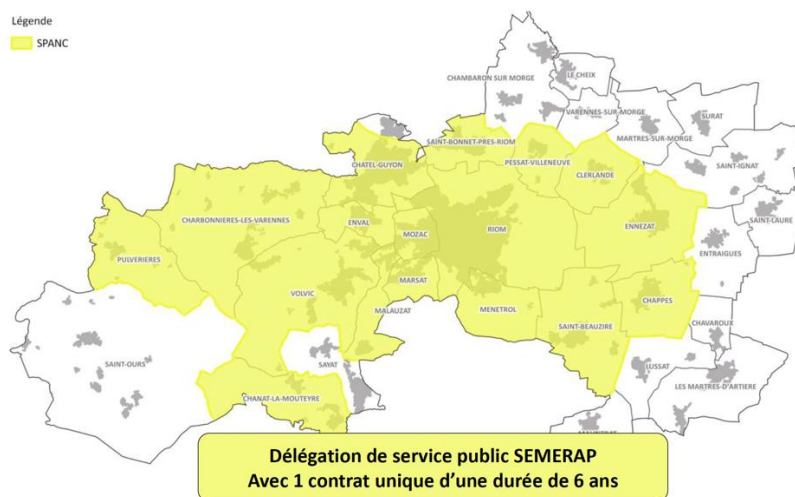 Légende
SPANC
CHAMBARON SUR MORGE
LE CHEIX
VARENNES-SUR-MORGE
SURAT
MARTRES-SUR-MORGE
SAINT-BONNET-PRES-RIOM
PESSAT-VILLENEUVE
SAINT-IGNAT
CHATEL-GUYON
CLERLANDE
SAINT-LAURE
CHARBONNIERES-LES-VARENNES
ENVAL
ENNEZAT
MOZAC
RIOM
ENTRAIGUES
PULVERIERES
MARSAT
VOLVIC
CHAPPES
MALAUZAT
MENETROL
CHAVAROUX
SAINT-BEAUZIRE
SAINT-OURS
SAYAT
LUSSAT
LES MARTRES-D'ARTIERE
CHANAT-LA-MOUTEYRE
Délégation de service public SEMERAP
Avec 1 contrat unique d'une durée de 6 ans